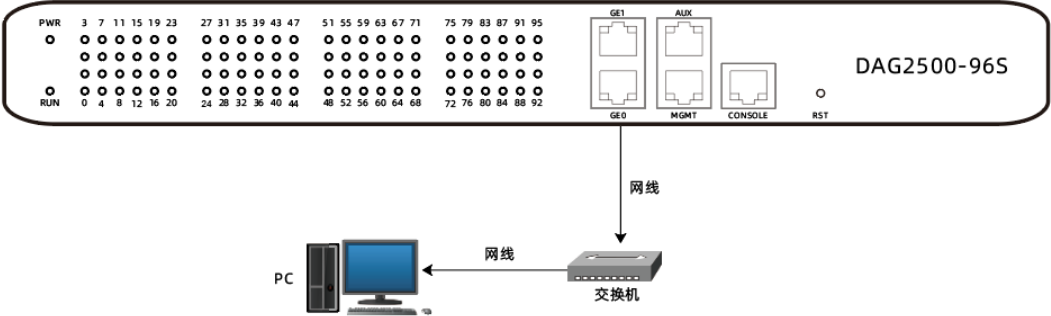 PWR 3 7 11 15 19 23 27 31 35 39 43 47 51 55 59 63 67 71 75 79 83 87 91 95 GE1 AUX
DAG2500-96S
RUN 0 4 8 12 16 20 24 28 32 36 40 44 48 52 56 60 64 68 72 76 80 84 88 92 GE0 MGMT CONSOLE RST
网线
网线
PC
交换机